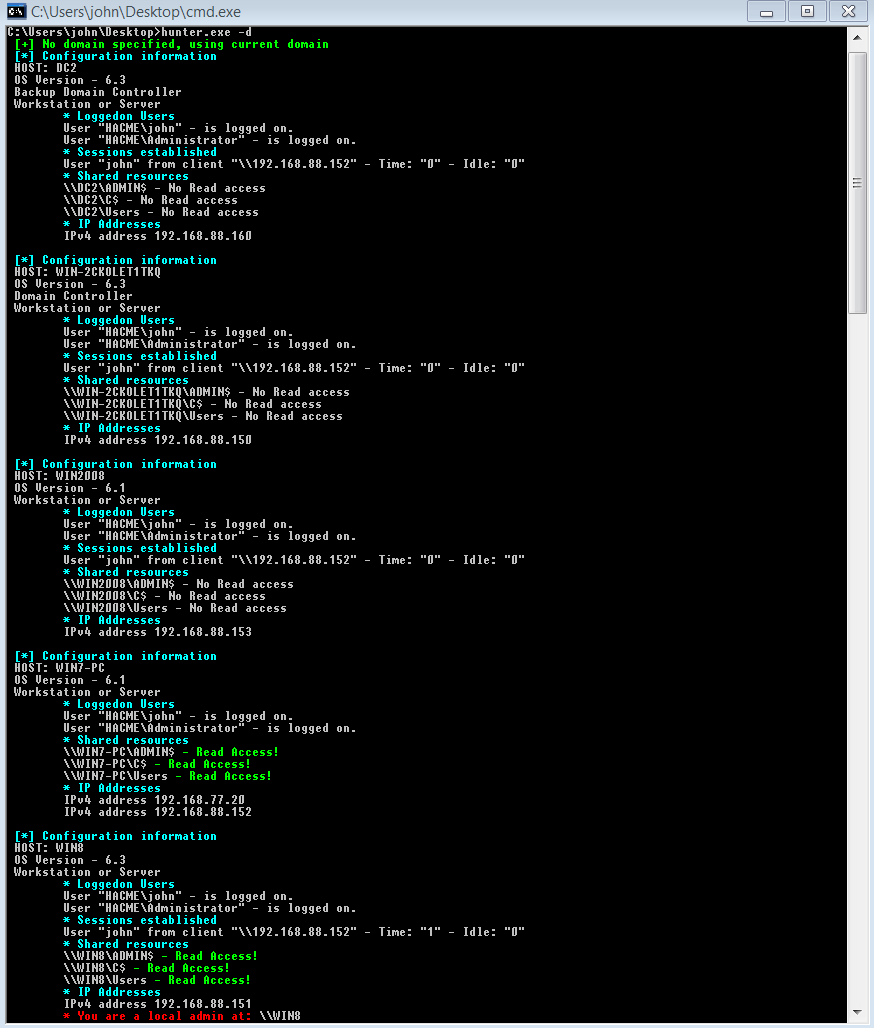 C:\Users\john\Desktop\cmd.exe
C:\Users\john\Desktop>hunter.exe -d
[+] No domain specified, using current domain
[*] Configuration information
HOST: DC2
OS Version - 6.3
Backup Domain Controller
Workstation or Server
* Loggedon Users
User "HACME\john" - is logged on.
User "HACME\Administrator" - is logged on.
* Sessions established
User "john" from client "\\192.168.88.152" - Time: "0" - Idle: "0"
* Shared resources
\\DC2\ADMIN$ - No Read access
\\DC2\C$ - No Read access
\\DC2\Users - No Read access
* IP Addresses
IPv4 address 192.168.88.160
[*] Configuration information
HOST: WIN-2CKOLET1TKQ
OS Version - 6.3
Domain Controller
Workstation or Server
* Loggedon Users
User "HACME\john" - is logged on.
User "HACME\Administrator" - is logged on.
* Sessions established
User "john" from client "\\192.168.88.152" - Time: "0" - Idle: "0"
* Shared resources
\\WIN-2CKOLET1TKQ\ADMIN$ - No Read access
\\WIN-2CKOLET1TKQ\C$ - No Read access
\\WIN-2CKOLET1TKQ\Users - No Read access
* IP Addresses
IPv4 address 192.168.88.150
[*] Configuration information
HOST: WIN2008
OS Version - 6.1
Workstation or Server
* Loggedon Users
User "HACME\john" - is logged on.
User "HACME\Administrator" - is logged on.
* Sessions established
User "john" from client "\\192.168.88.152" - Time: "0" - Idle: "0"
* Shared resources
\\WIN2008\ADMIN$ - No Read access
\\WIN2008\C$ - No Read access
\\WIN2008\Users - No Read access
* IP Addresses
IPv4 address 192.168.88.153
[*] Configuration information
HOST: WIN7-PC
OS Version - 6.1
Workstation or Server
* Loggedon Users
User "HACME\john" - is logged on.
User "HACME\Administrator" - is logged on.
* Shared resources
\\WIN7-PC\ADMIN$ - Read Access!
\\WIN7-PC\C$ - Read Access!
\\WIN7-PC\Users - Read Access!
* IP Addresses
IPv4 address 192.168.77.20
IPv4 address 192.168.88.152
[*] Configuration information
HOST: WIN8
OS Version - 6.3
Workstation or Server
* Loggedon Users
User "HACME\john" - is logged on.
User "HACME\Administrator" - is logged on.
* Sessions established
User "john" from client "\\192.168.88.152" - Time: "1" - Idle: "0"
* Shared resources
\\WIN8\ADMIN$ - Read Access!
\\WIN8\C$ - Read Access!
\\WIN8\Users - Read Access!
* IP Addresses
IPv4 address 192.168.88.151
* You are a local admin at: \\WIN8